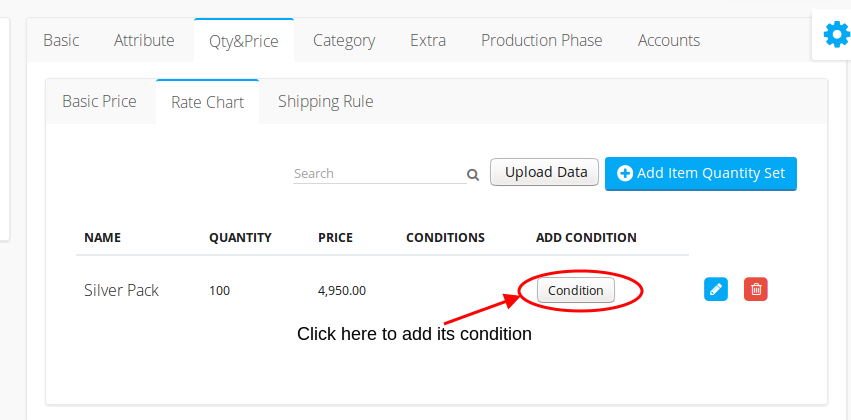 Basic Attribute Qty&Price Category Extra Production Phase Accounts
Basic Price Rate Chart Shipping Rule
Search Upload Data Add Item Quantity Set
NAME QUANTITY PRICE CONDITIONS ADD CONDITION
Silver Pack 100 4,950.00 Condition
Click here to add its condition